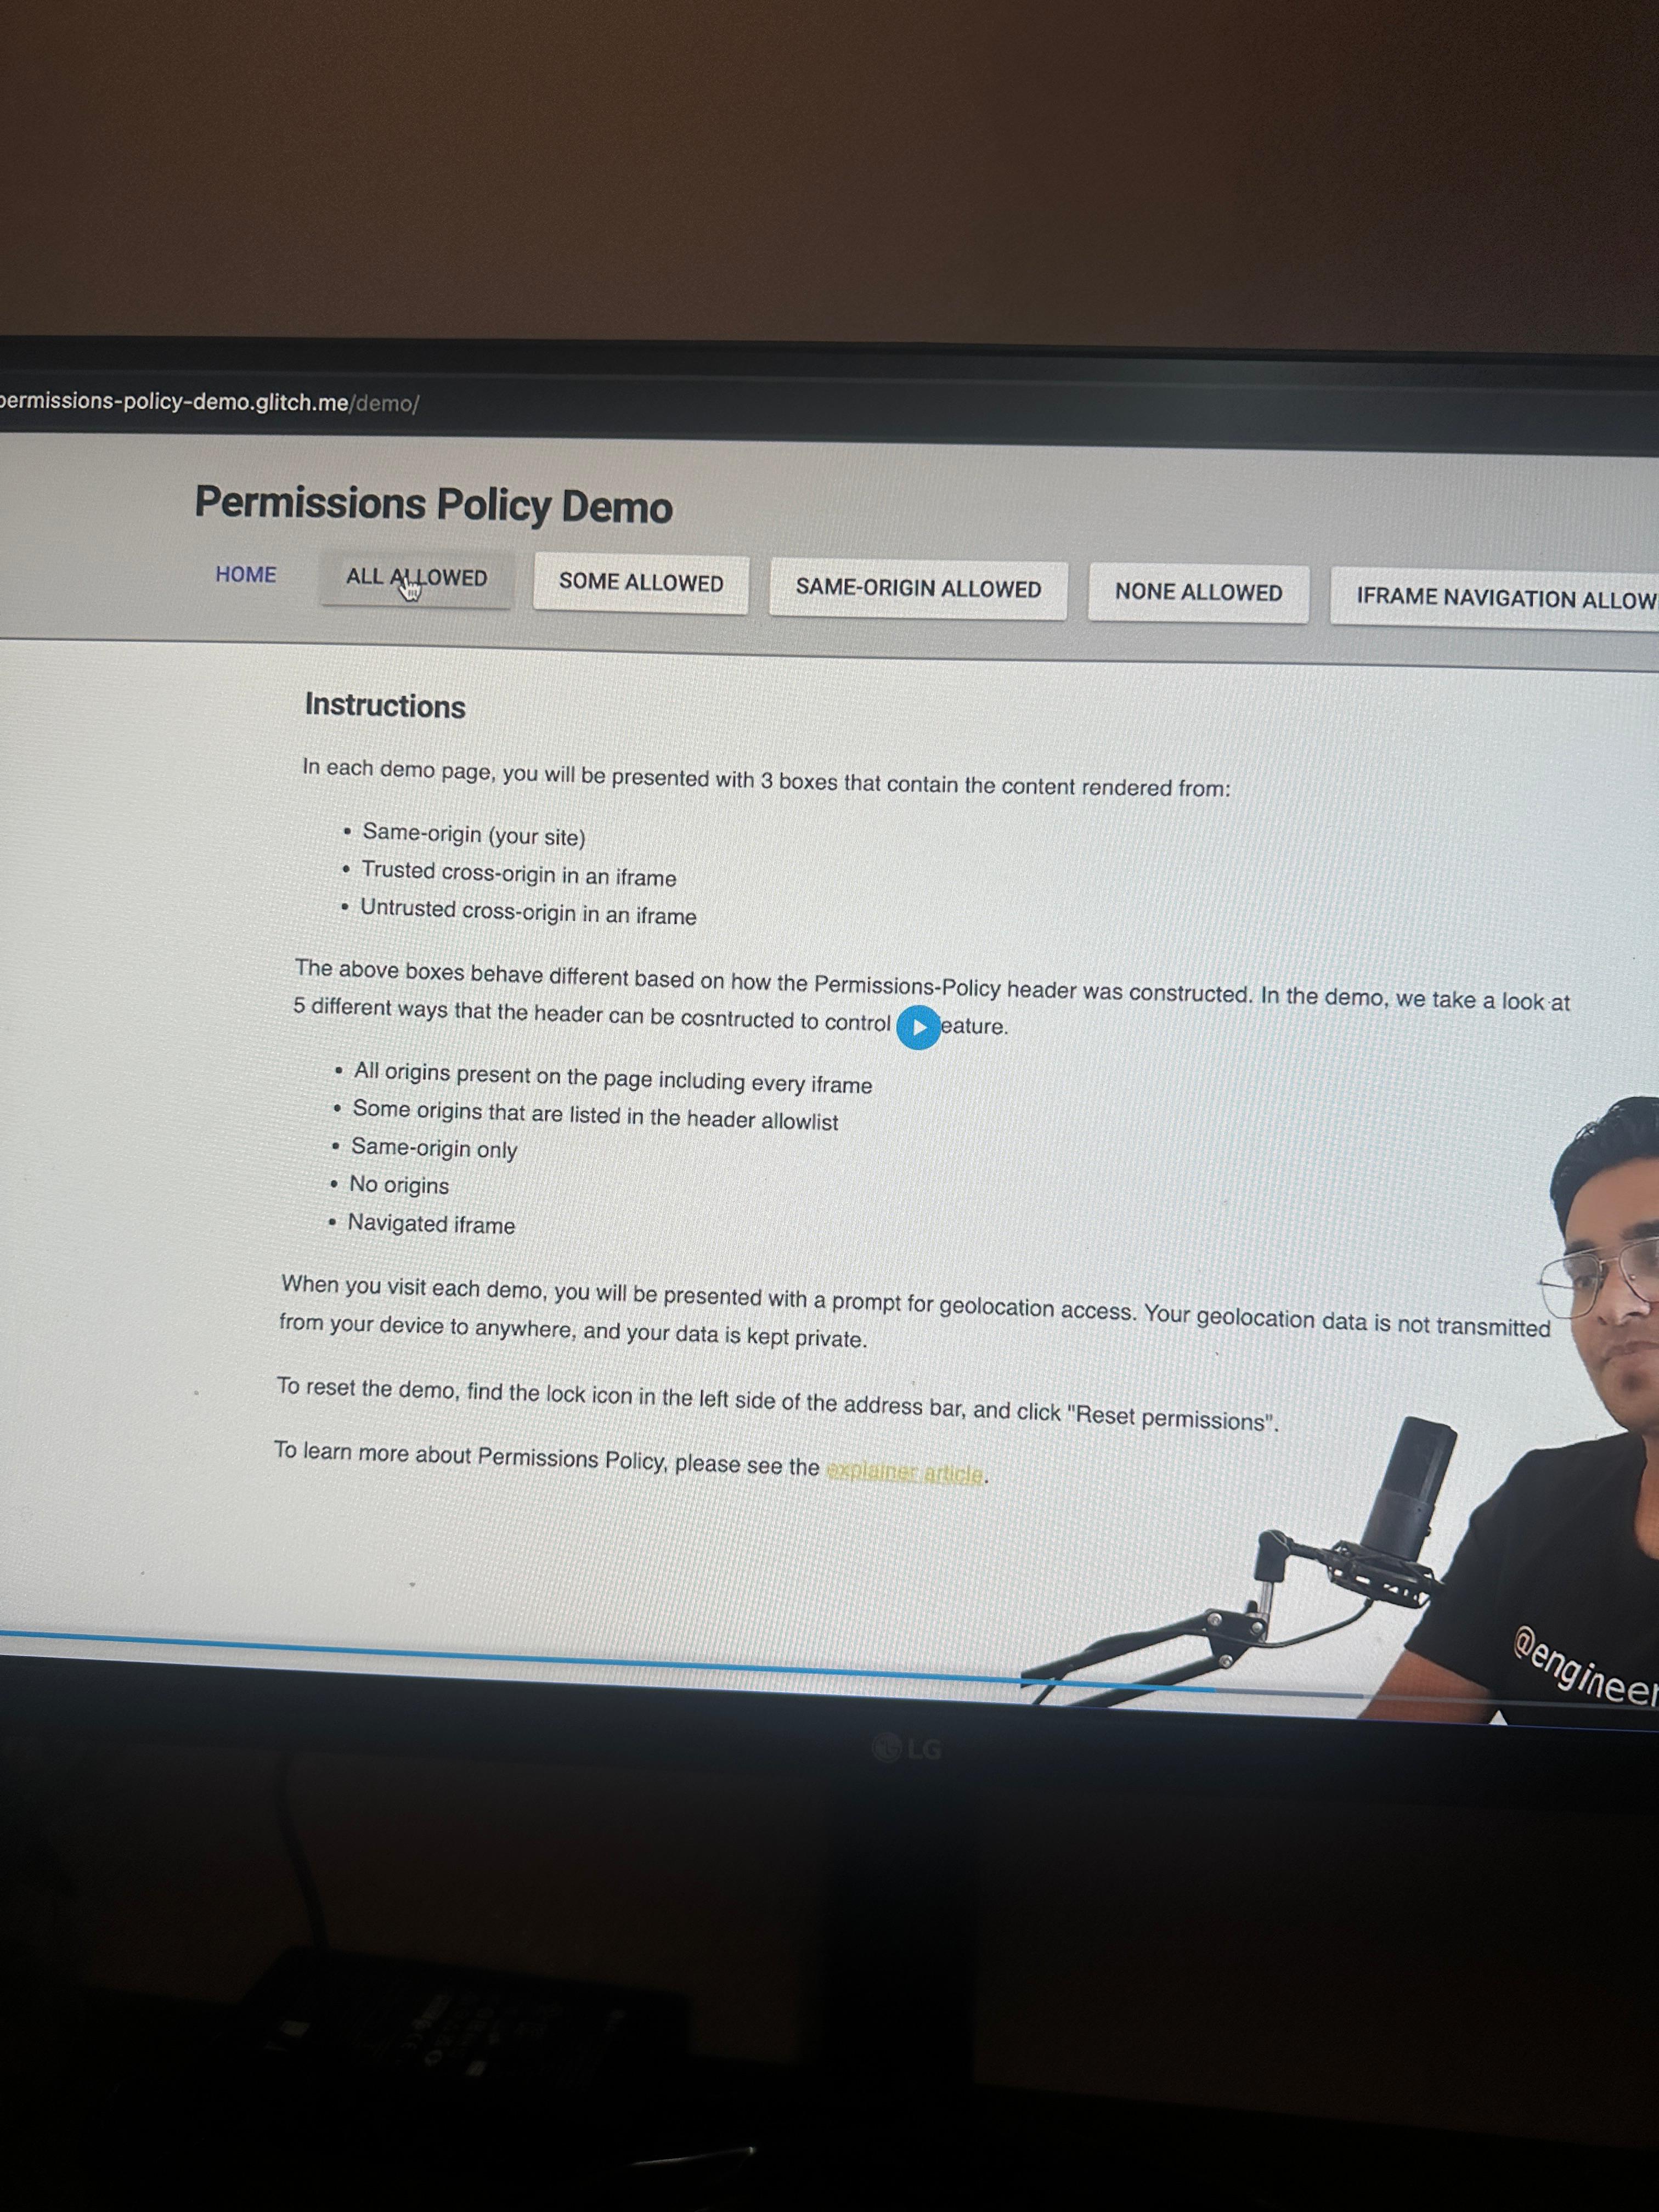 permissions-policy-demo.glitch.me/demo/
Permissions Policy Demo
HOME
ALL ALLOWED
SOME ALLOWED
SAME-ORIGIN ALLOWED
NONE ALLOWED
IFRAME NAVIGATION ALLOW
Instructions
In each demo page, you will be presented with 3 boxes that contain the content rendered from:
• Same-origin (your site)
• Trusted cross-origin in an iframe
• Untrusted cross-origin in an iframe
The above boxes behave different based on how the Permissions-Policy header was constructed. In the demo, we take a look at
5 different ways that the header can be cosntructed to control eature.
• All origins present on the page including every iframe
• Some origins that are listed in the header allowlist
• Same-origin only
• No origins
• Navigated iframe
When you visit each demo, you will be presented with a prompt for geolocation access. Your geolocation data is not transmitted
from your device to anywhere, and your data is kept private.
To reset the demo, find the lock icon in the left side of the address bar, and click "Reset permissions".
To learn more about Permissions Policy, please see the explainer article.
@engineer
LG